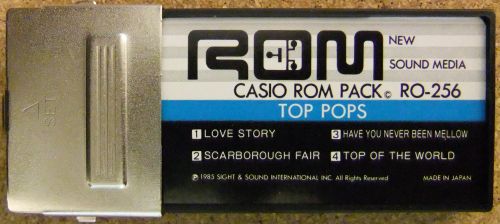 ROM
NEW
SOUND MEDIA
CASIO ROM PACK© RO-256
TOP POPS
1 LOVE STORY
3 HAVE YOU NEVER BEEN MELLOW
2 SCARBOROUGH FAIR
4 TOP OF THE WORLD
Ⓟ 1985 SIGHT & SOUND INTERNATIONAL INC. All Rights Reserved
MADE IN JAPAN
SET